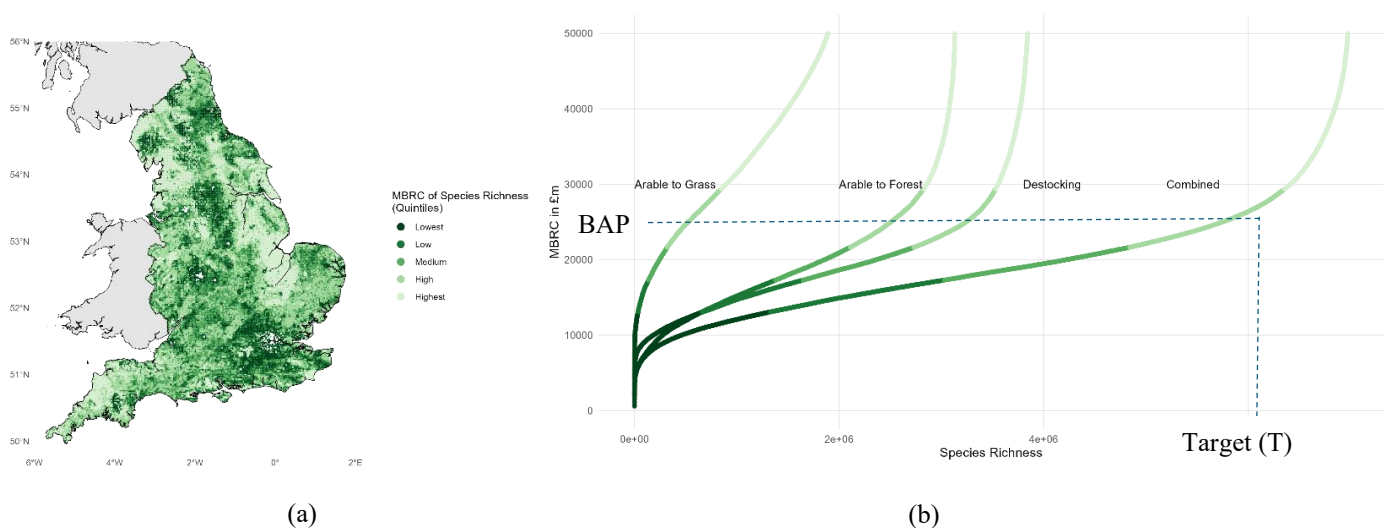 56°N
55°N
54°N
53°N
52°N
51°N
50°N
6°W 4°W 2°W 0° 2°E
MBRC of Species Richness
(Quintiles)
Lowest
Low
Medium
High
Highest
(a)
50000
40000
30000
20000
10000
0
MBRC in £m
BAP
Arable to Grass
Arable to Forest
Destocking
Combined
0e+00 2e+06 4e+06
Species Richness
Target (T)
(b)